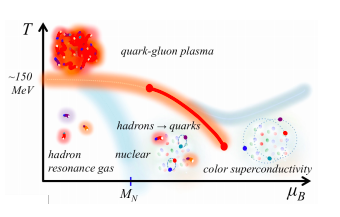 T
quark-gluon plasma
~150
MeV
hadrons → quarks
hadron
resonance gas
nuclear
color superconductivity
M_N
μ_B